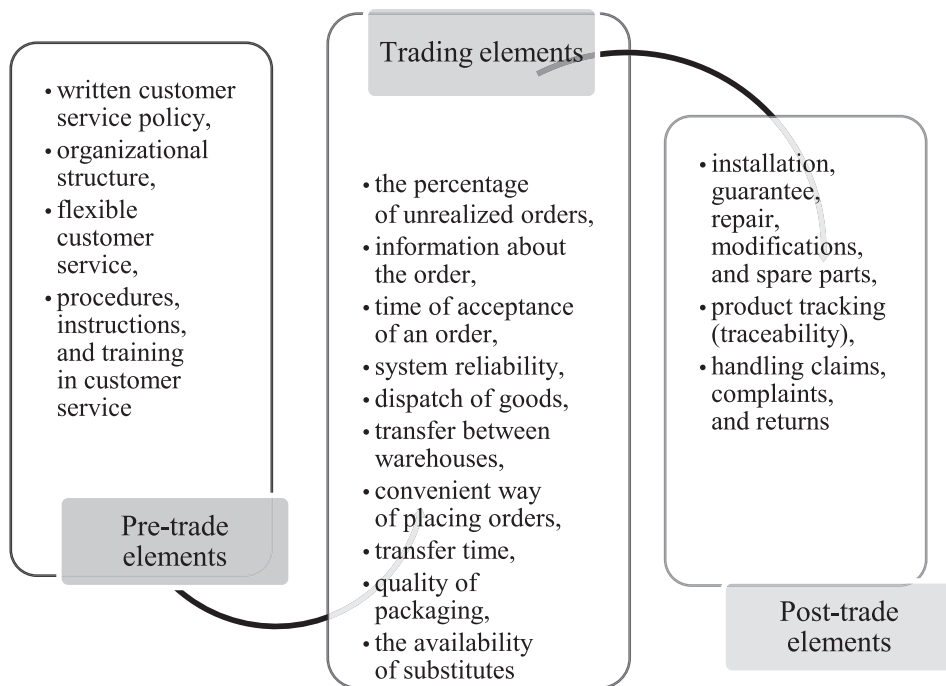 • written customer
service policy,
• organizational
structure,
• flexible
customer
service,
• procedures,
instructions,
and training
in customer
service
Pre-trade
elements
Trading elements
• the percentage
of unrealized orders,
• information about
the order,
• time of acceptance
of an order,
• system reliability,
• dispatch of goods,
• transfer between
warehouses,
• convenient way
of placing orders,
• transfer time,
• quality of
packaging,
• the availability
of substitutes
• installation,
guarantee,
repair,
modifications,
and spare parts,
• product tracking
(traceability),
• handling claims,
complaints,
and returns
Post-trade
elements